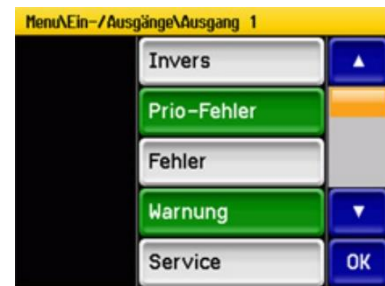 Menu\Ein-/Ausgänge\Ausgang 1
Invers
Prio-Fehler
Fehler
Warnung
Service
OK